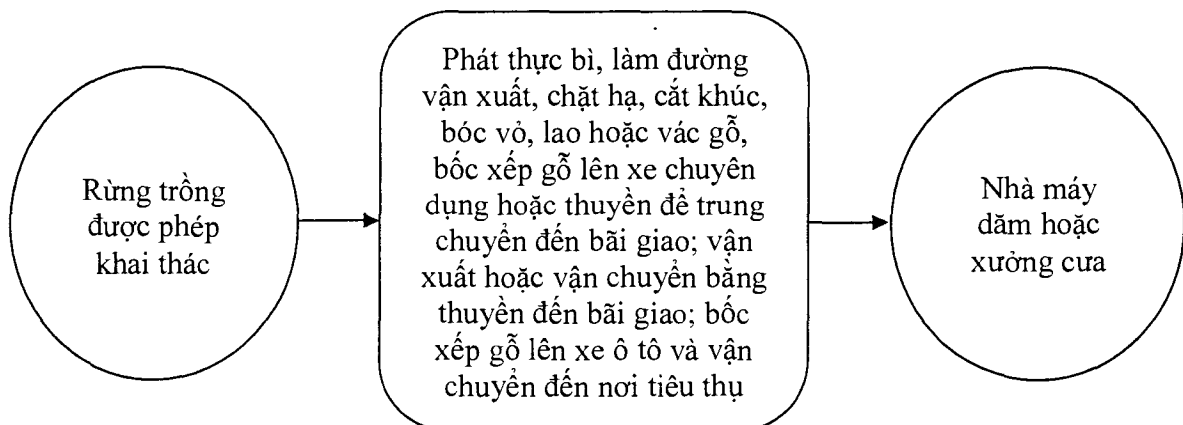 Rừng trồng
được phép
khai thác
Phát thực bì, làm đường
vận xuất, chặt hạ, cắt khúc,
bóc vỏ, lao hoặc vác gỗ,
bốc xếp gỗ lên xe chuyên
dụng hoặc thuyền để trung
chuyển đến bãi giao; vận
xuất hoặc vận chuyển bằng
thuyền đến bãi giao; bốc
xếp gỗ lên xe ô tô và vận
chuyển đến nơi tiêu thụ
Nhà máy
dăm hoặc
xưởng cưa